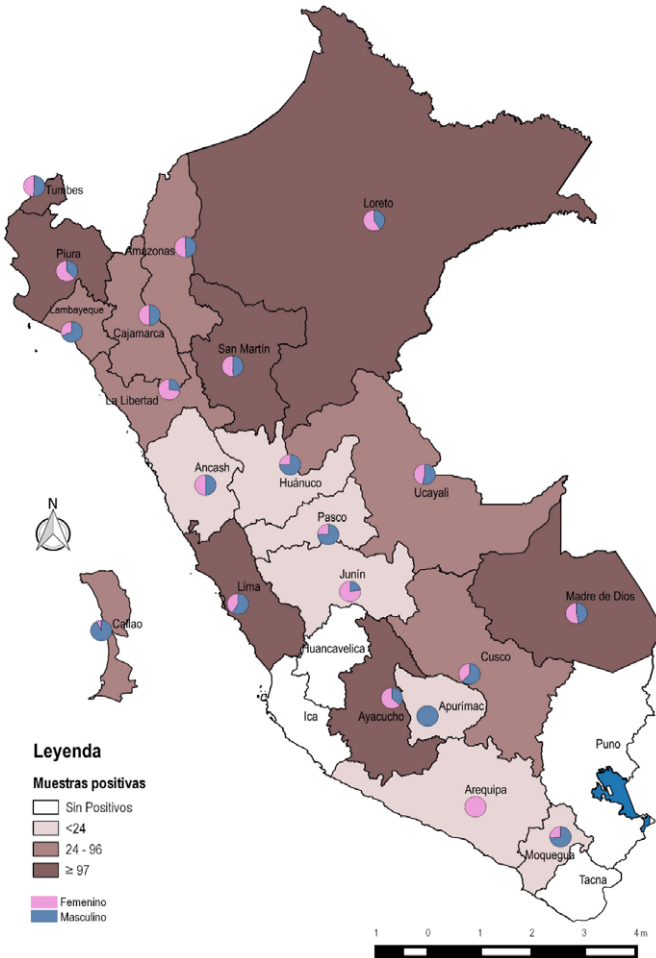 Tumbes
Loreto
Piura
Amazonas
Lambayeque
Cajamarca
San Martín
La Libertad
Ancash
Huánuco
Ucayali
N
Pasco
Junín
Lima
Madre de Dios
Callao
Huancavelica
Cusco
Ica
Ayacucho
Apurímac
Puno
Arequipa
Moquegua
Tacna
Leyenda
Muestras positivas
Sin Positivos
<24
24 - 96
≥ 97
Femenino
Masculino
1 0 1 2 3 4 m